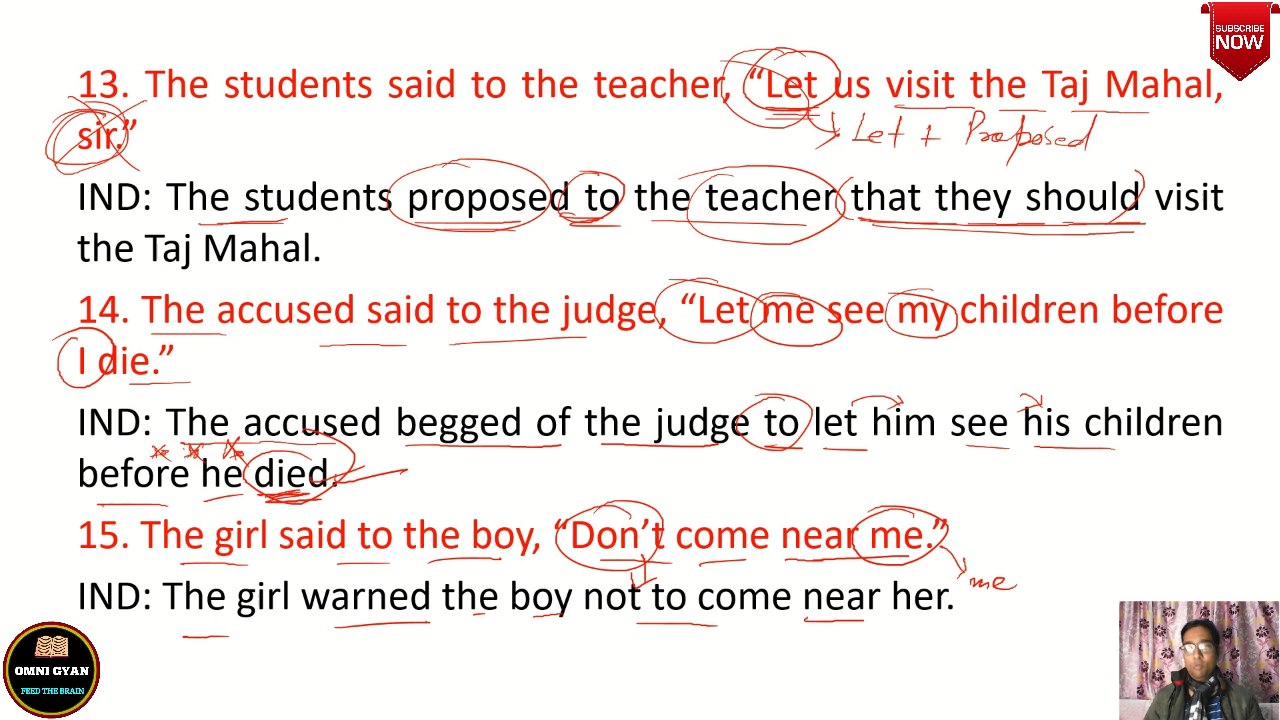 SUBSCRIBE
NOW
13. The students said to the teacher, “Let us visit the Taj Mahal,
sir.”
Let + Proposed
IND: The students proposed to the teacher that they should visit
the Taj Mahal.
14. The accused said to the judge, “Let me see my children before
I die.”
IND: The accused begged of the judge to let him see his children
before he died.
15. The girl said to the boy, “Don’t come near me.”
me
IND: The girl warned the boy not to come near her.
OMNI GYAN
FEED THE BRAIN